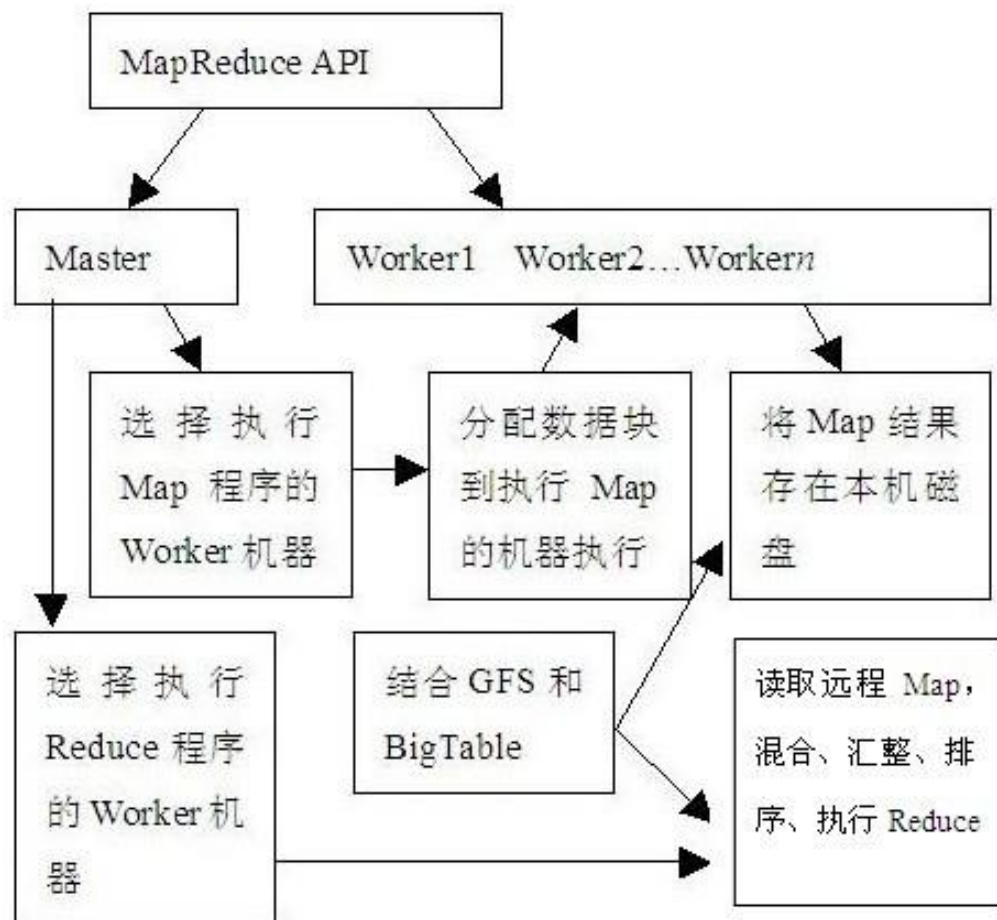 MapReduce API
Master
Worker1 Worker2…Workern
选择执行
Map 程序的
Worker 机器
分配数据块
到执行 Map
的机器执行
将 Map 结果
存在本机磁
盘
选择执行
Reduce 程序
的 Worker 机
器
结合 GFS 和
BigTable
读取远程 Map,
混合、汇整、排
序、执行 Reduce